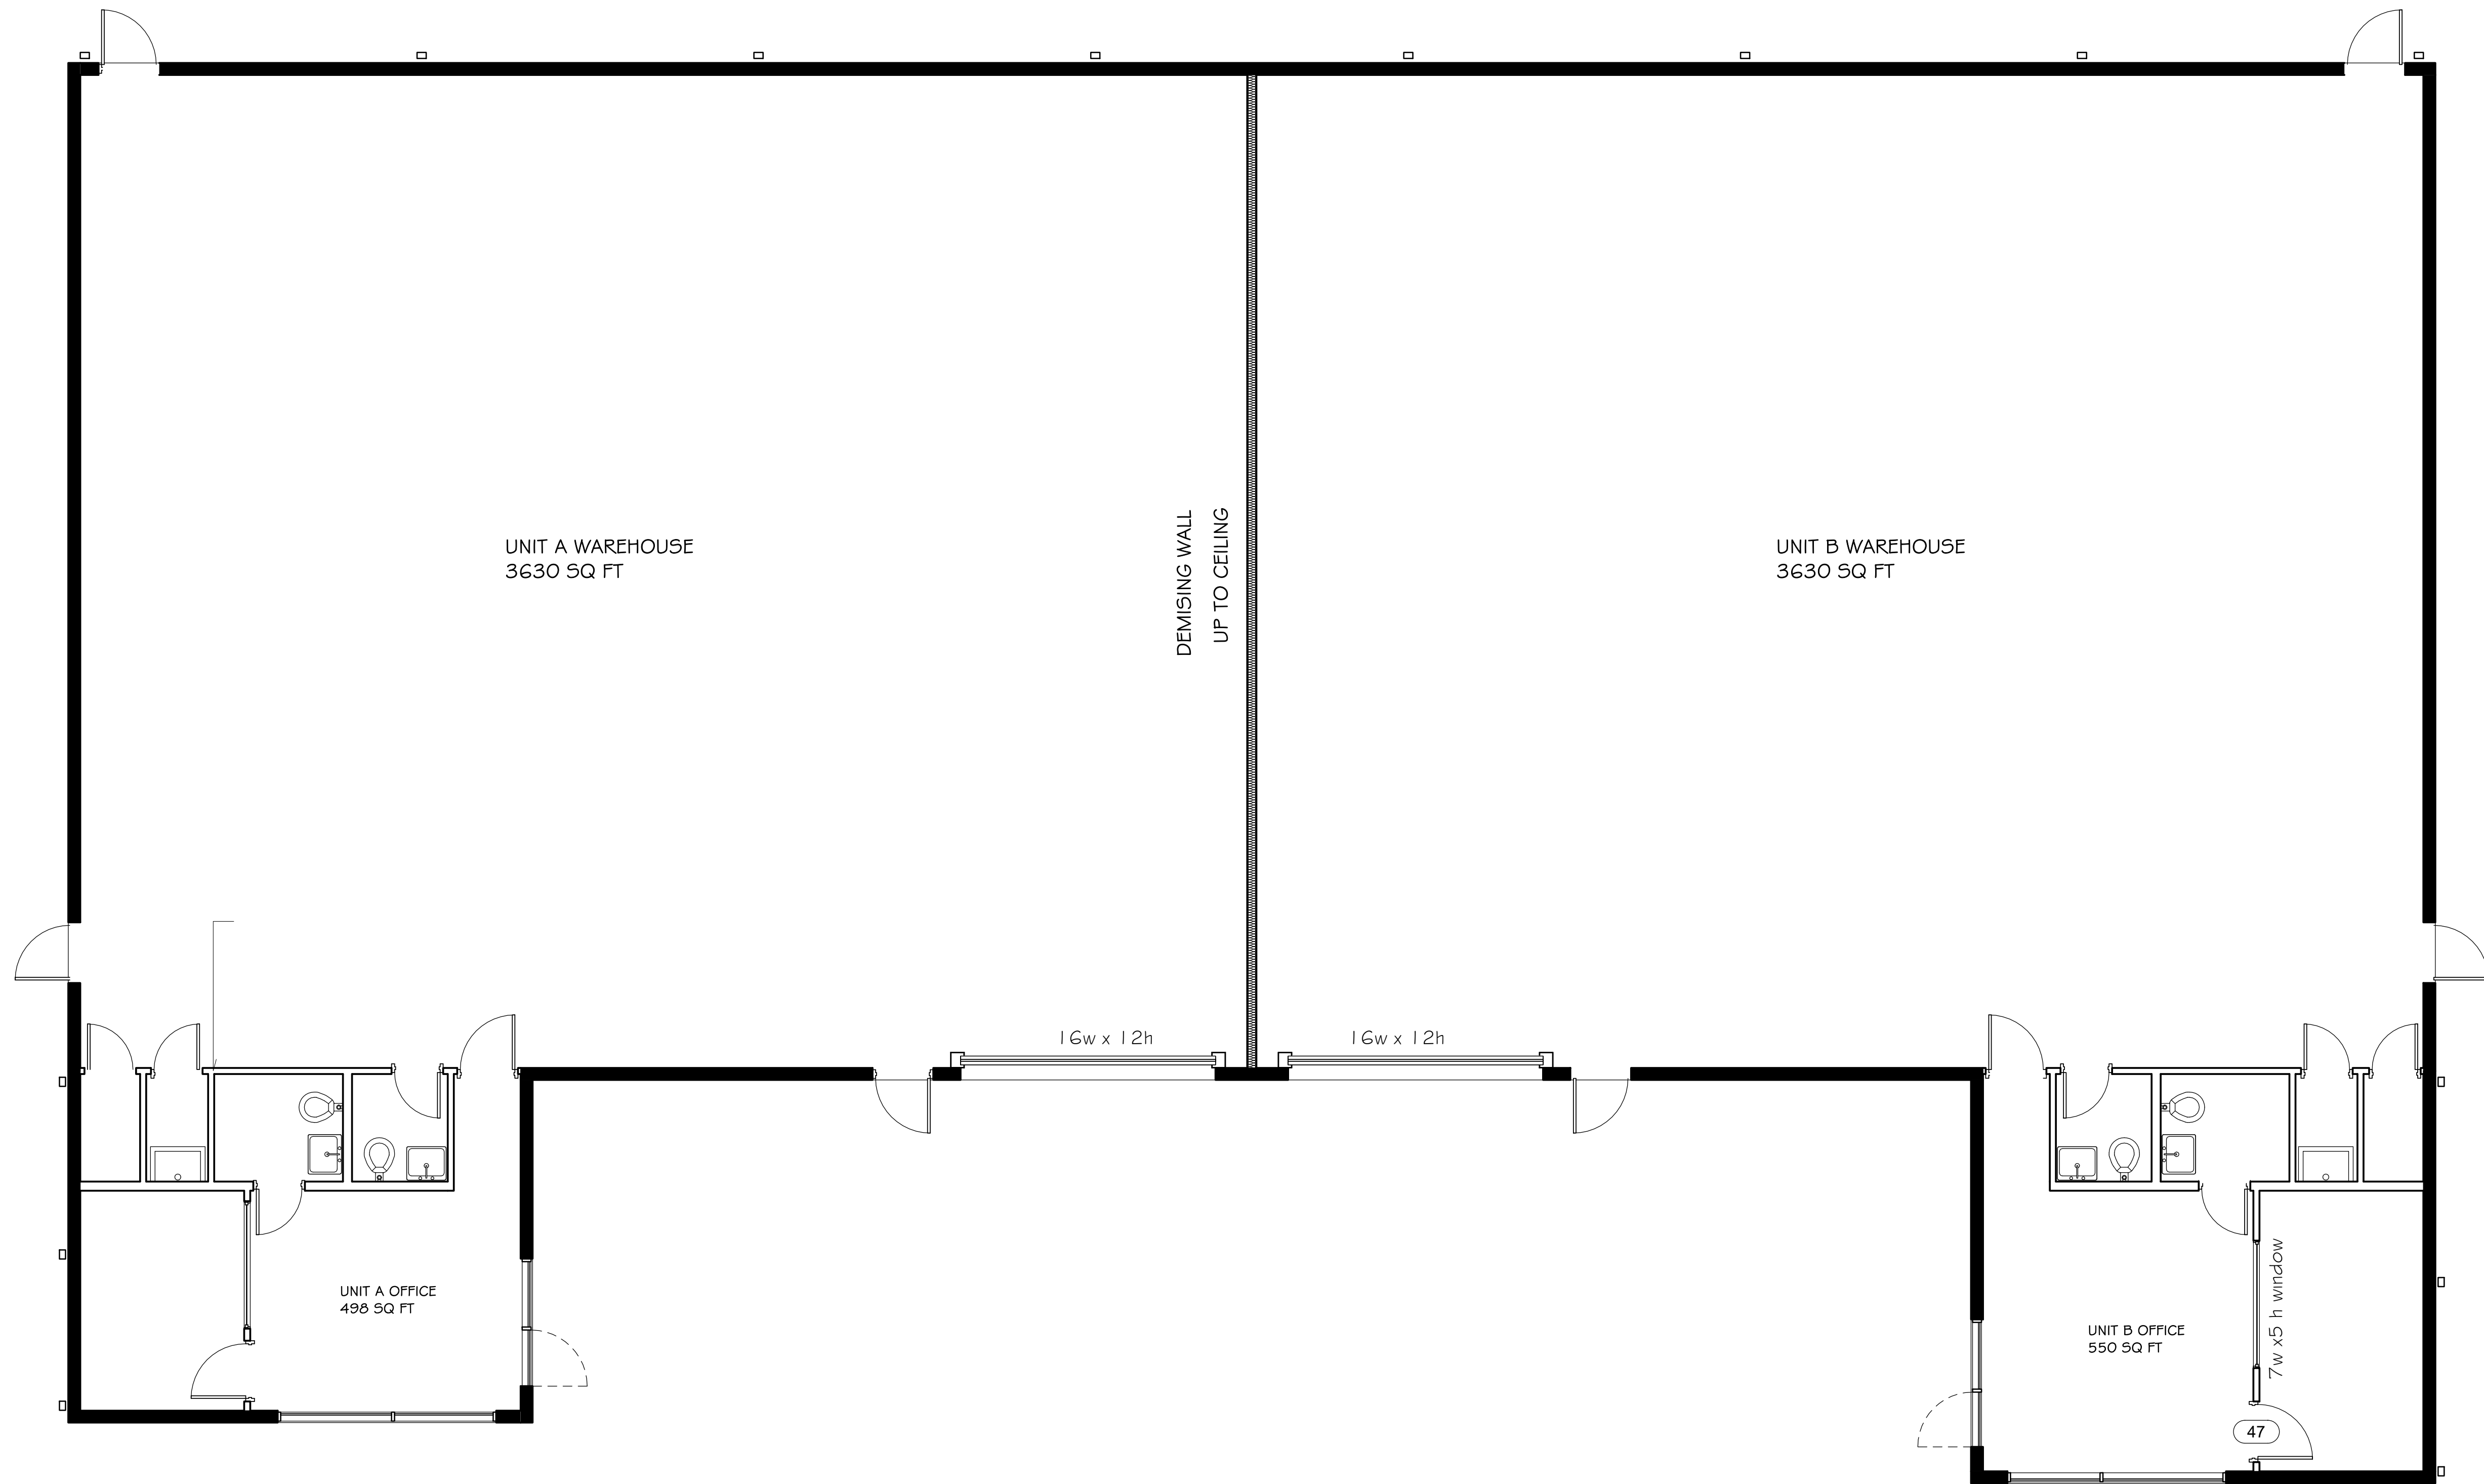 UNIT A WAREHOUSE
3630 SQ FT
DEMISING WALL
UP TO CEILING
UNIT B WAREHOUSE
3630 SQ FT
16w x 12h
16w x 12h
UNIT A OFFICE
498 SQ FT
UNIT B OFFICE
550 SQ FT
7w x5 h window
47